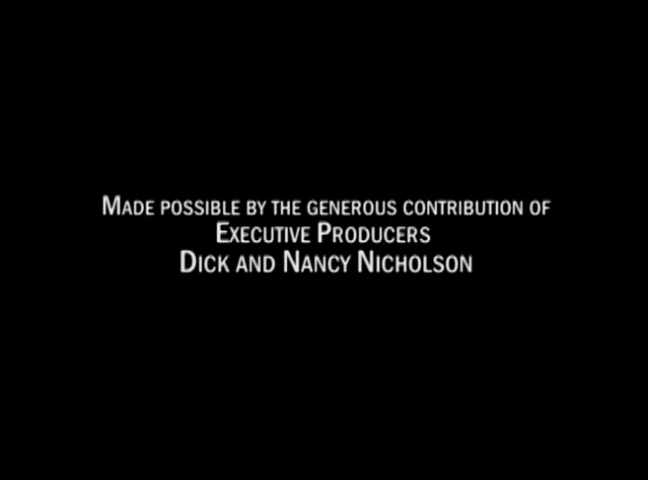 Made possible by the generous contribution of
Executive Producers
Dick and Nancy Nicholson